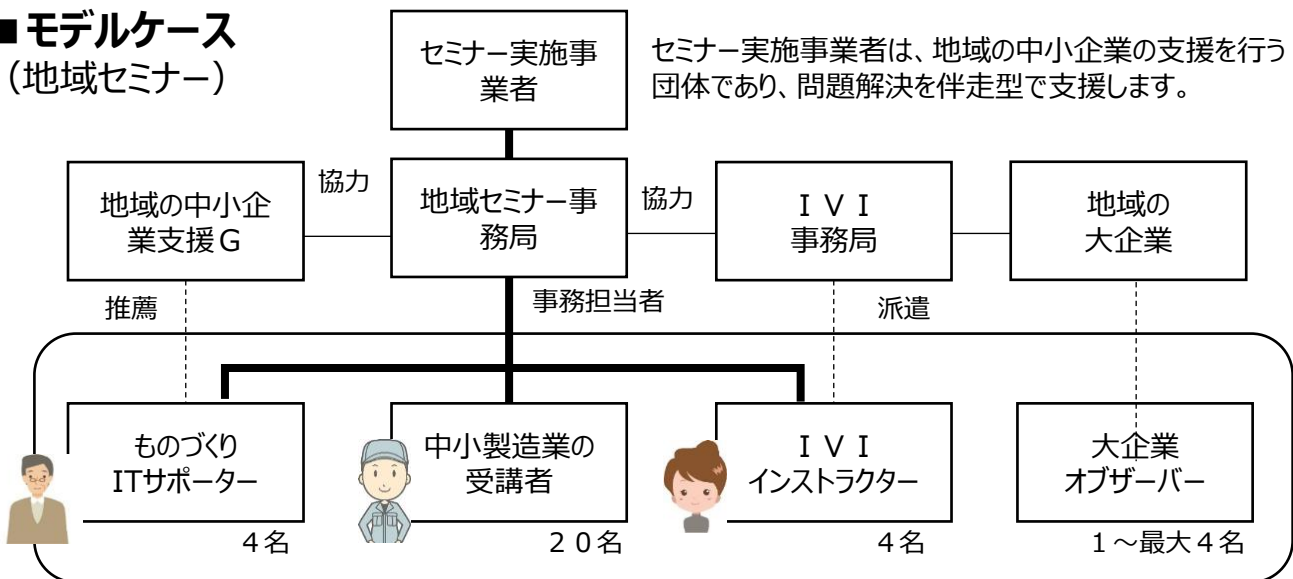 ■モデルケース
（地域セミナー）
セミナー実施事
業者
セミナー実施事業者は、地域の中小企業の支援を行う
団体であり、問題解決を伴走型で支援します。
地域の中小企
業支援Ｇ
協力
地域セミナー事
務局
協力
ＩＶＩ
事務局
地域の
大企業
推薦
事務担当者
派遣
ものづくり
ITサポーター
中小製造業の
受講者
ＩＶＩ
インストラクター
大企業
オブザーバー
４名
２０名
４名
１～最大４名